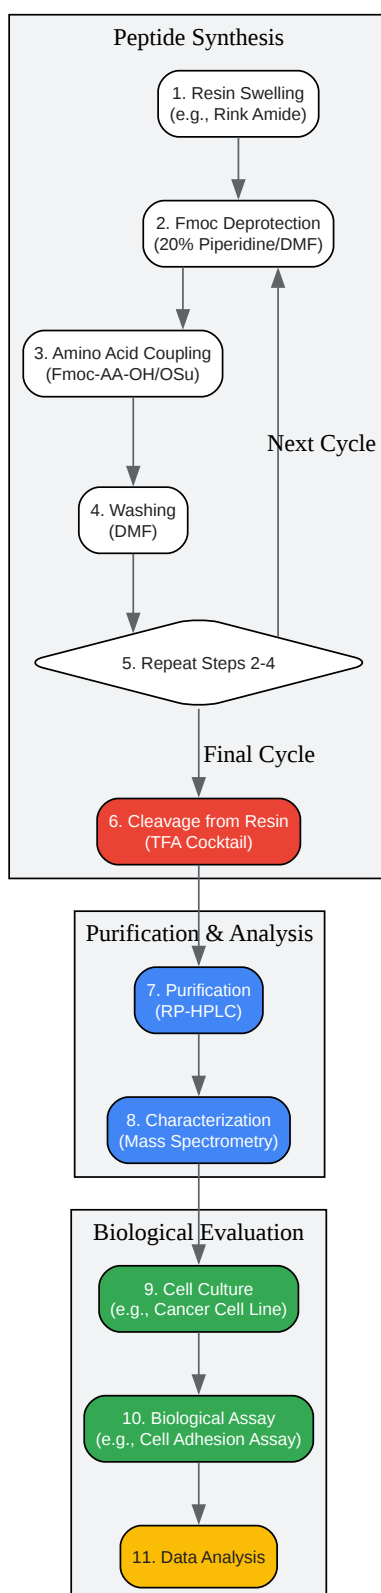 Peptide Synthesis
1. Resin Swelling
(e.g., Rink Amide)
2. Fmoc Deprotection
(20% Piperidine/DMF)
3. Amino Acid Coupling
(Fmoc-AA-OH/OSu)
Next Cycle
4. Washing
(DMF)
5. Repeat Steps 2-4
Final Cycle
6. Cleavage from Resin
(TFA Cocktail)
Purification & Analysis
7. Purification
(RP-HPLC)
8. Characterization
(Mass Spectrometry)
Biological Evaluation
9. Cell Culture
(e.g., Cancer Cell Line)
10. Biological Assay
(e.g., Cell Adhesion Assay)
11. Data Analysis